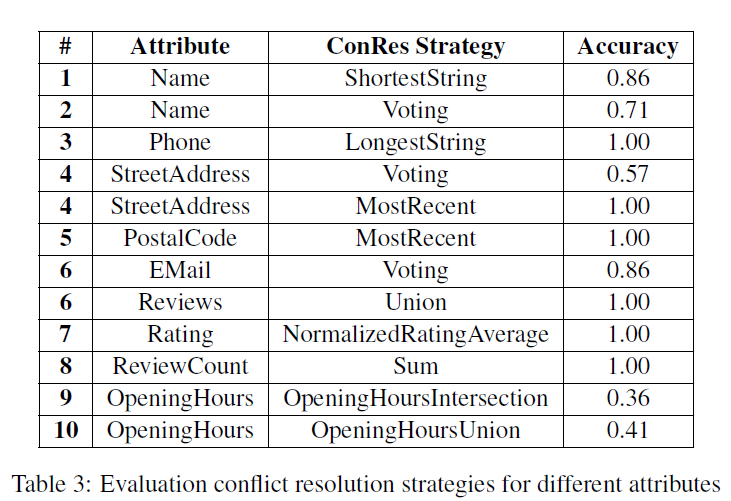 # Attribute ConRes Strategy Accuracy
1 Name ShortestString 0.86
2 Name Voting 0.71
3 Phone LongestString 1.00
4 StreetAddress Voting 0.57
4 StreetAddress MostRecent 1.00
5 PostalCode MostRecent 1.00
6 EMail Voting 0.86
6 Reviews Union 1.00
7 Rating NormalizedRatingAverage 1.00
8 ReviewCount Sum 1.00
9 OpeningHours OpeningHoursIntersection 0.36
10 OpeningHours OpeningHoursUnion 0.41
Table 3: Evaluation conflict resolution strategies for different attributes